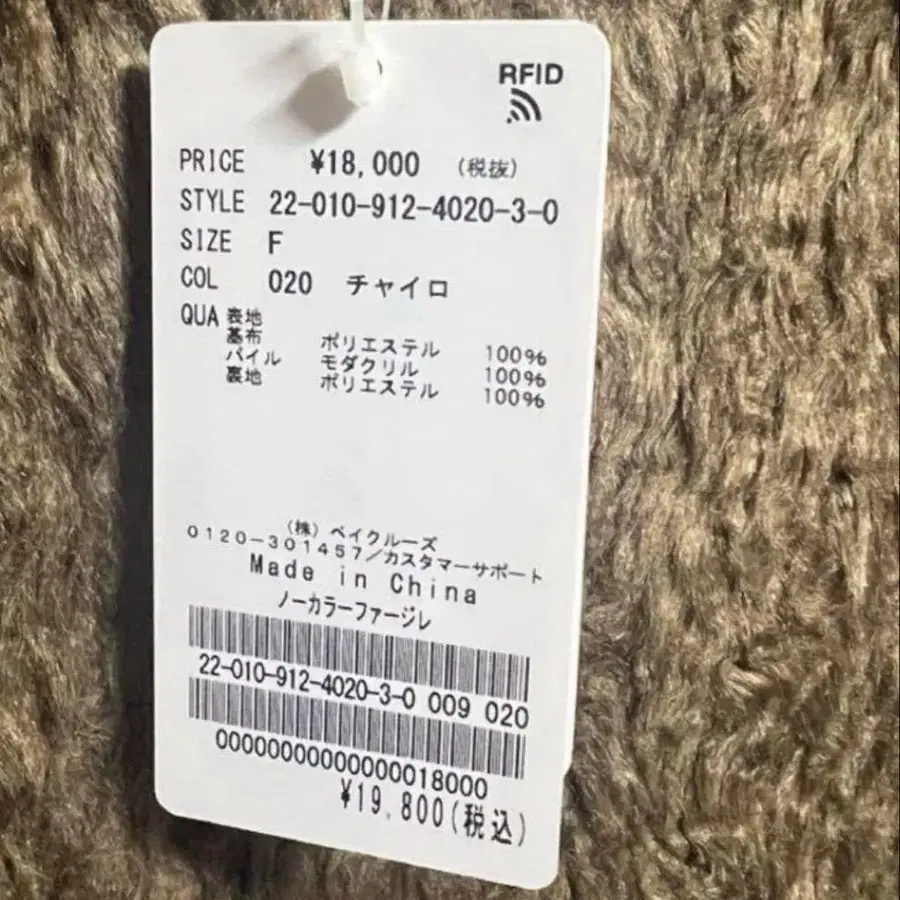 RFID
PRICE ¥18,000 (税抜)
STYLE 22-010-912-4020-3-0
SIZE F
COL 020 チャイロ
QUA 表地
基布 ポリエステル 100%
パイル モダクリル 100%
裏地 ポリエステル 100%
(株) ベイクルーズ
0120-301457/カスタマーサポート
Made in China
ノーカラーファージレ
22-010-912-4020-3-0 009 020
0000000000000018000
¥19,800(税込)